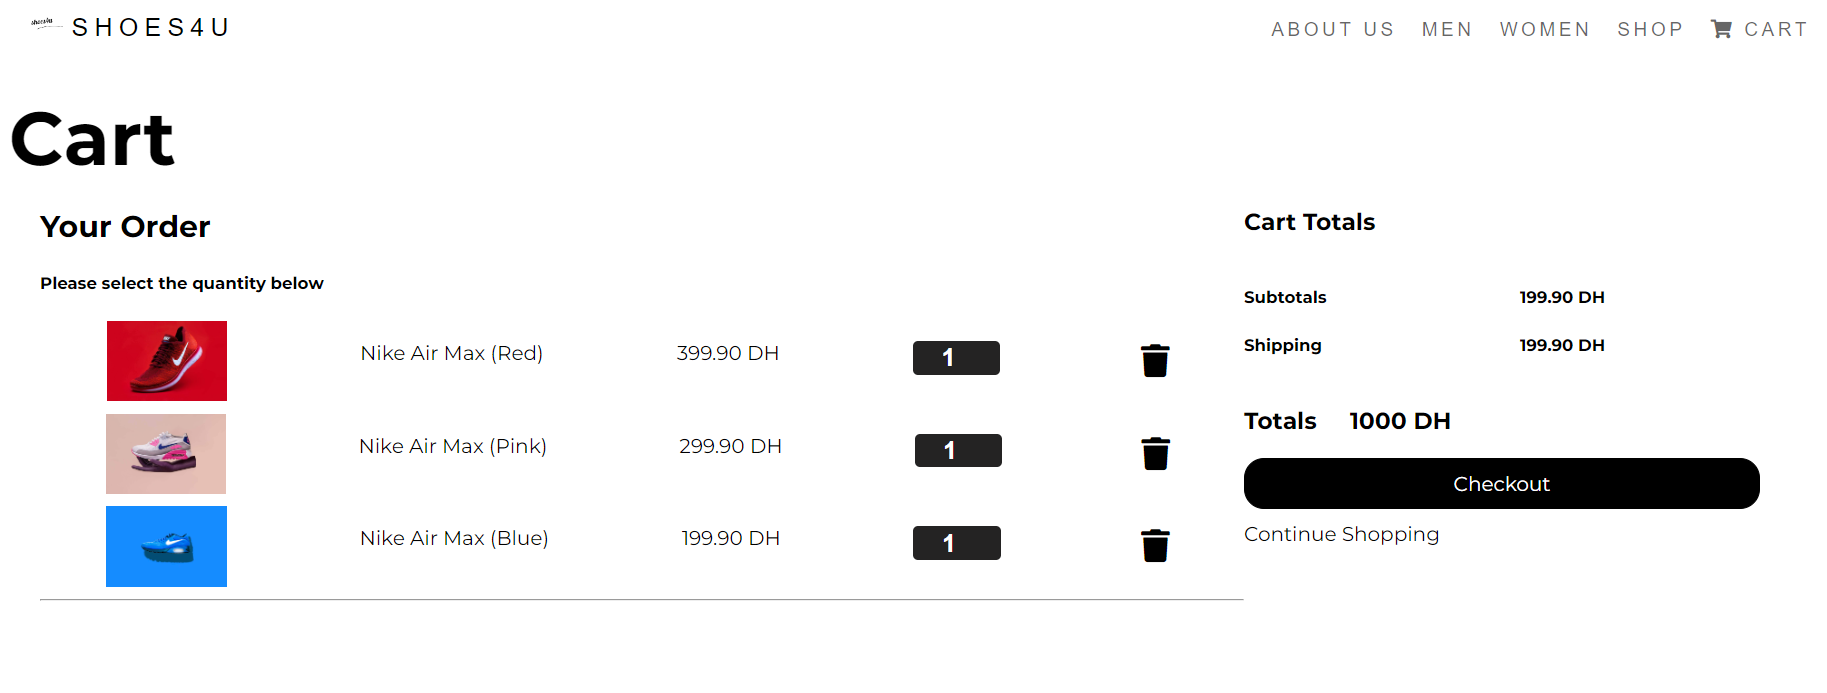 shoes4u SHOES4U ABOUT US MEN WOMEN SHOP CART
Cart
Your Order
Please select the quantity below
Nike Air Max (Red) 399.90 DH 1
Nike Air Max (Pink) 299.90 DH 1
Nike Air Max (Blue) 199.90 DH 1
Cart Totals
Subtotals 199.90 DH
Shipping 199.90 DH
Totals 1000 DH
Checkout
Continue Shopping